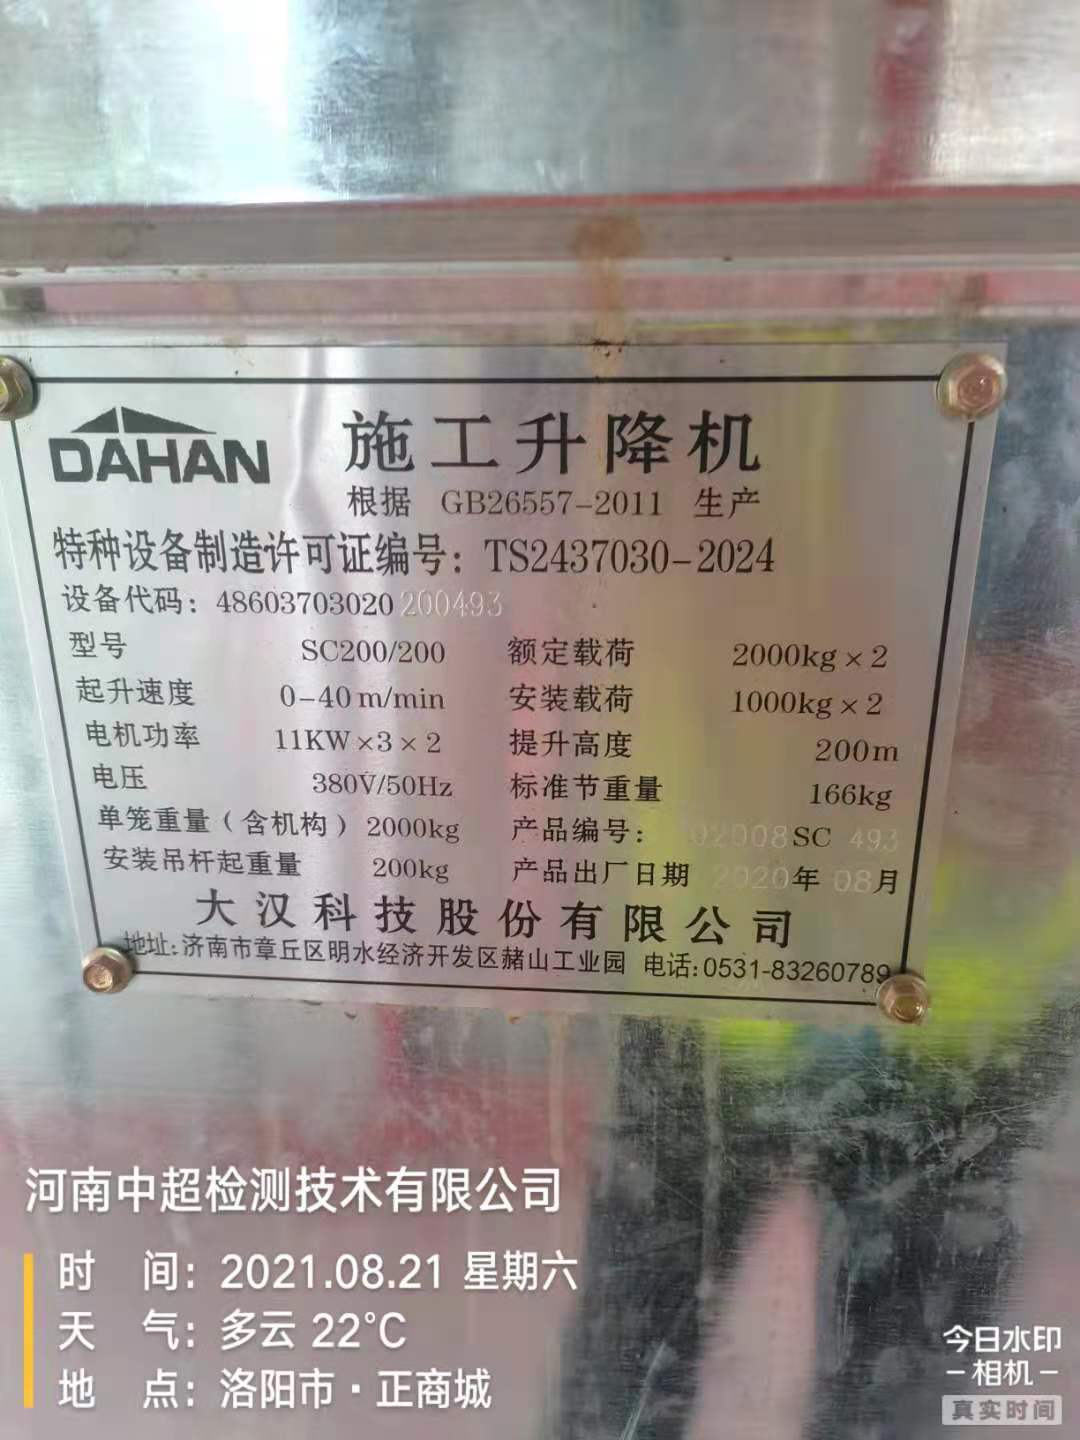 DAHAN 施工升降机
根据 GB26557-2011 生产
特种设备制造许可证编号：TS2437030-2024
设备代码：48603703020200493
型号 SC200/200 额定载荷 2000kg×2
起升速度 0-40m/min 安装载荷 1000kg×2
电机功率 11KW×3×2 提升高度 200m
电压 380V/50Hz 标准节重量 166kg
单笼重量（含机构）2000kg 产品编号：02008SC 493
安装吊杆起重量 200kg 产品出厂日期 2020年08月
大汉科技股份有限公司
地址:济南市章丘区明水经济开发区赭山工业园 电话:0531-83260789
河南中超检测技术有限公司
时 间：2021.08.21 星期六
天 气：多云 22℃
地 点：洛阳市·正商城
今日水印
-相机-
真实时间